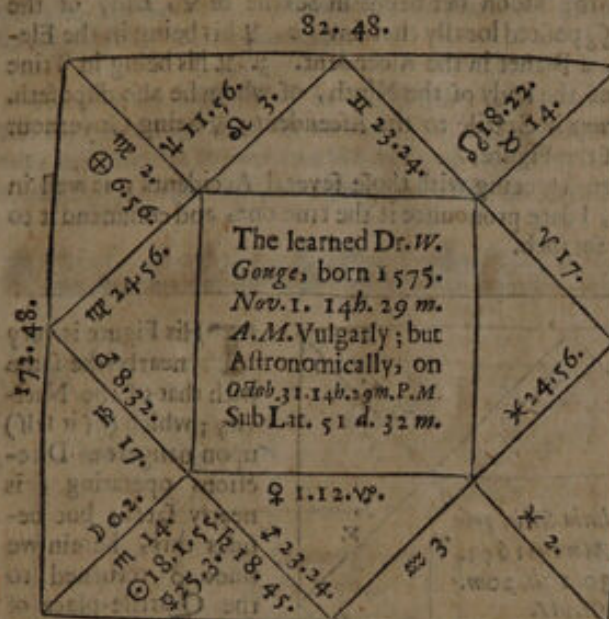 82.48.
♃ 11.56.
♌ 3.
♊ 23.24.
☊18.22.
♉ 14.
♍ 2.
⊕ 6.56.
♈ 17.
The learned Dr. W.
Gouge, born 1575.
Nov. 1. 14h. 29 m.
A.M. Vulgarly; but
Aſtronomically, on
Octob. 31. 14h. 29m. P.M
Sub Lat. 51 d. 32 m.
♍ 24.56.
172.48.
♂ 8.32.
♎ 17.
♓ 24.56.
♀ 1.12. ♑.
☽ 0.2.
♏ 14.
☉18.1.55.
♄ 18.45.
♐ 23.24.
♒ 3.
♓ 2.